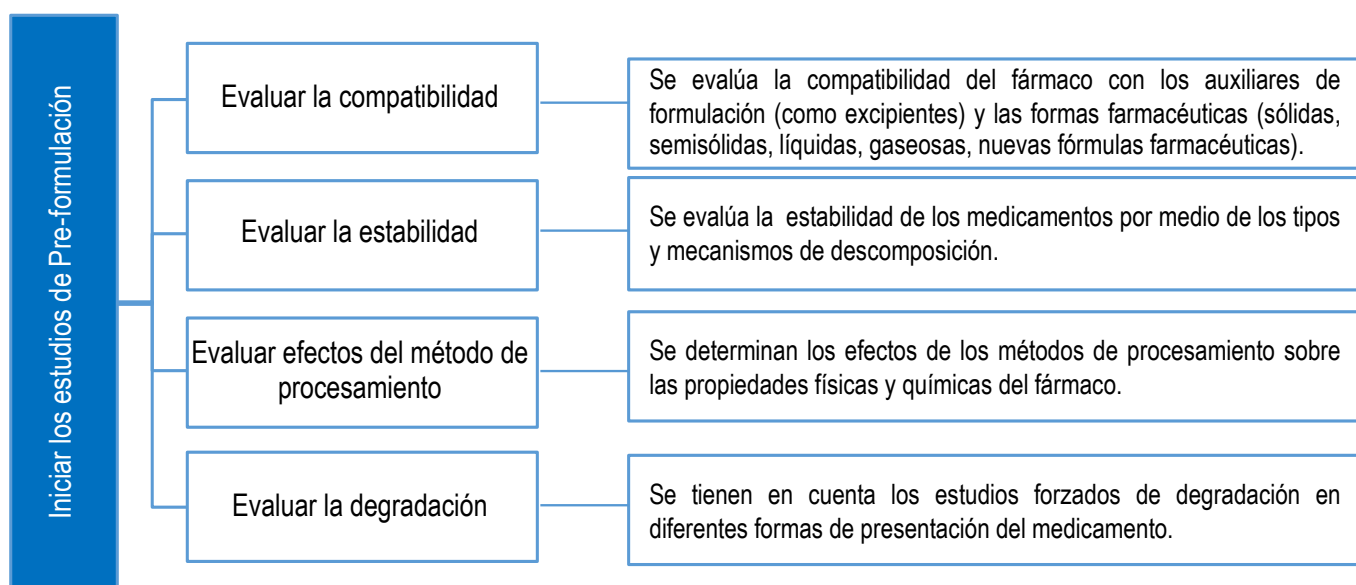 Iniciar los estudios de Pre-formulación
Evaluar la compatibilidad
Se evalúa la compatibilidad del fármaco con los auxiliares de
formulación (como excipientes) y las formas farmacéuticas (sólidas,
semisólidas, líquidas, gaseosas, nuevas fórmulas farmacéuticas).
Evaluar la estabilidad
Se evalúa la estabilidad de los medicamentos por medio de los tipos
y mecanismos de descomposición.
Evaluar efectos del método de
procesamiento
Se determinan los efectos de los métodos de procesamiento sobre
las propiedades físicas y químicas del fármaco.
Evaluar la degradación
Se tienen en cuenta los estudios forzados de degradación en
diferentes formas de presentación del medicamento.